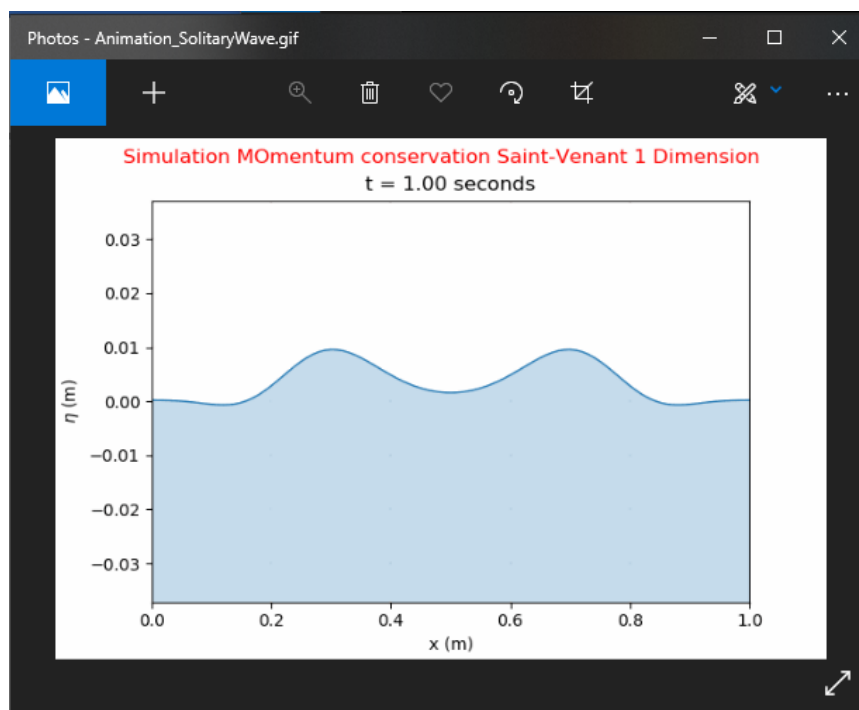 Photos - Animation_SolitaryWave.gif
Simulation MOmentum conservation Saint-Venant 1 Dimension
t = 1.00 seconds
0.03
0.02
0.01
0.00
−0.01
−0.02
−0.03
η (m)
0.0 0.2 0.4 0.6 0.8 1.0
x (m)